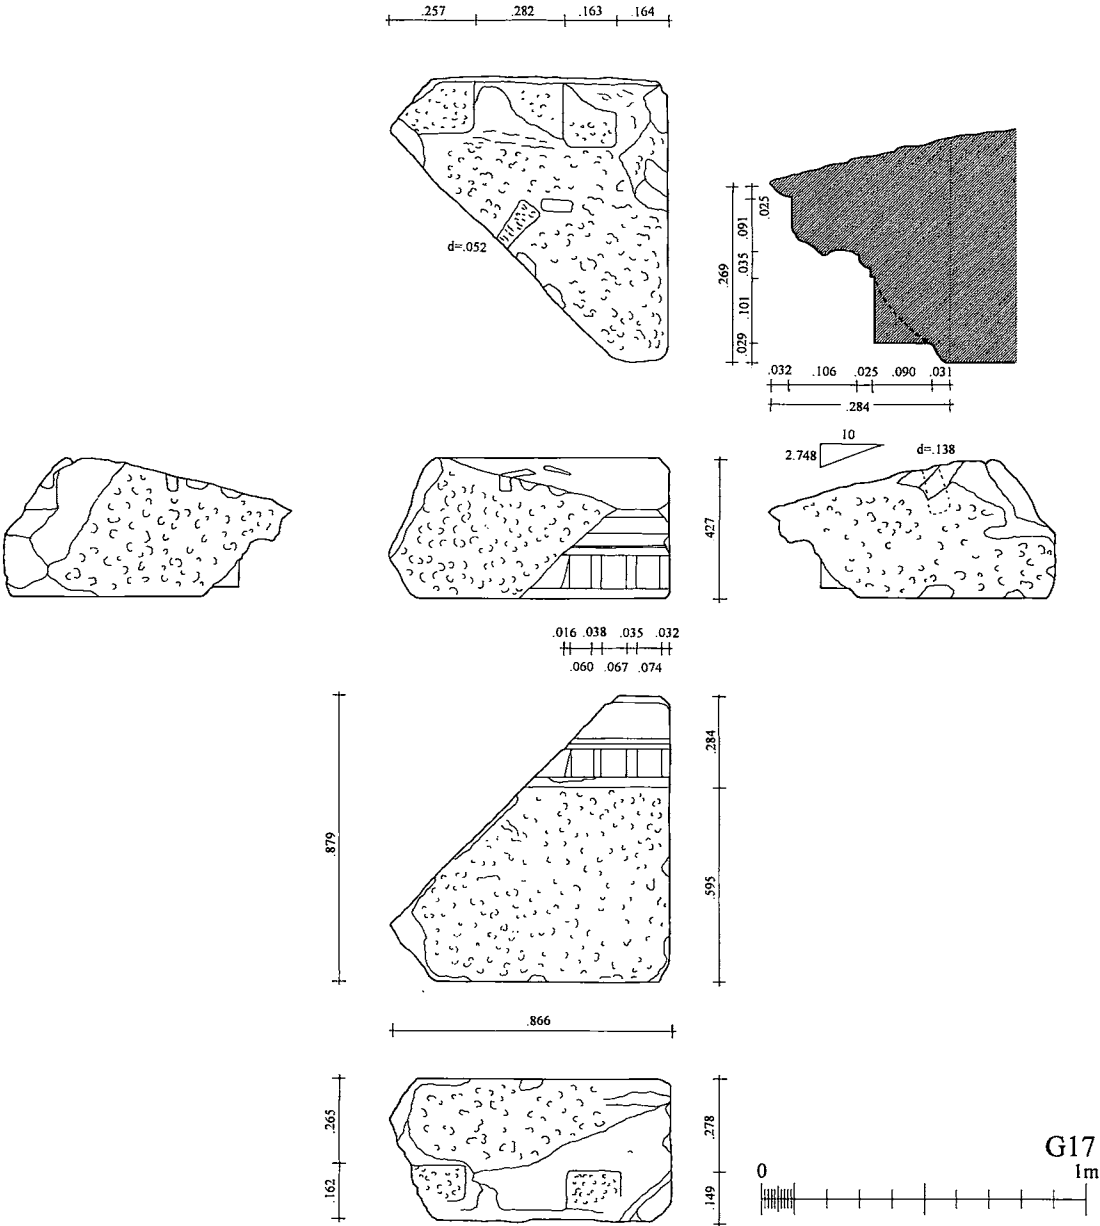 .257 .282 .163 .164
d=.052
.025
.091
.035
.269
.101
.029
.032 .106 .025 .090 .031
.284
10
2.748
d=.138
.427
.016 .038 .035 .032
.060 .067 .074
.284
.879
.595
.866
.265
.278
.162
.149
G17
0 1m